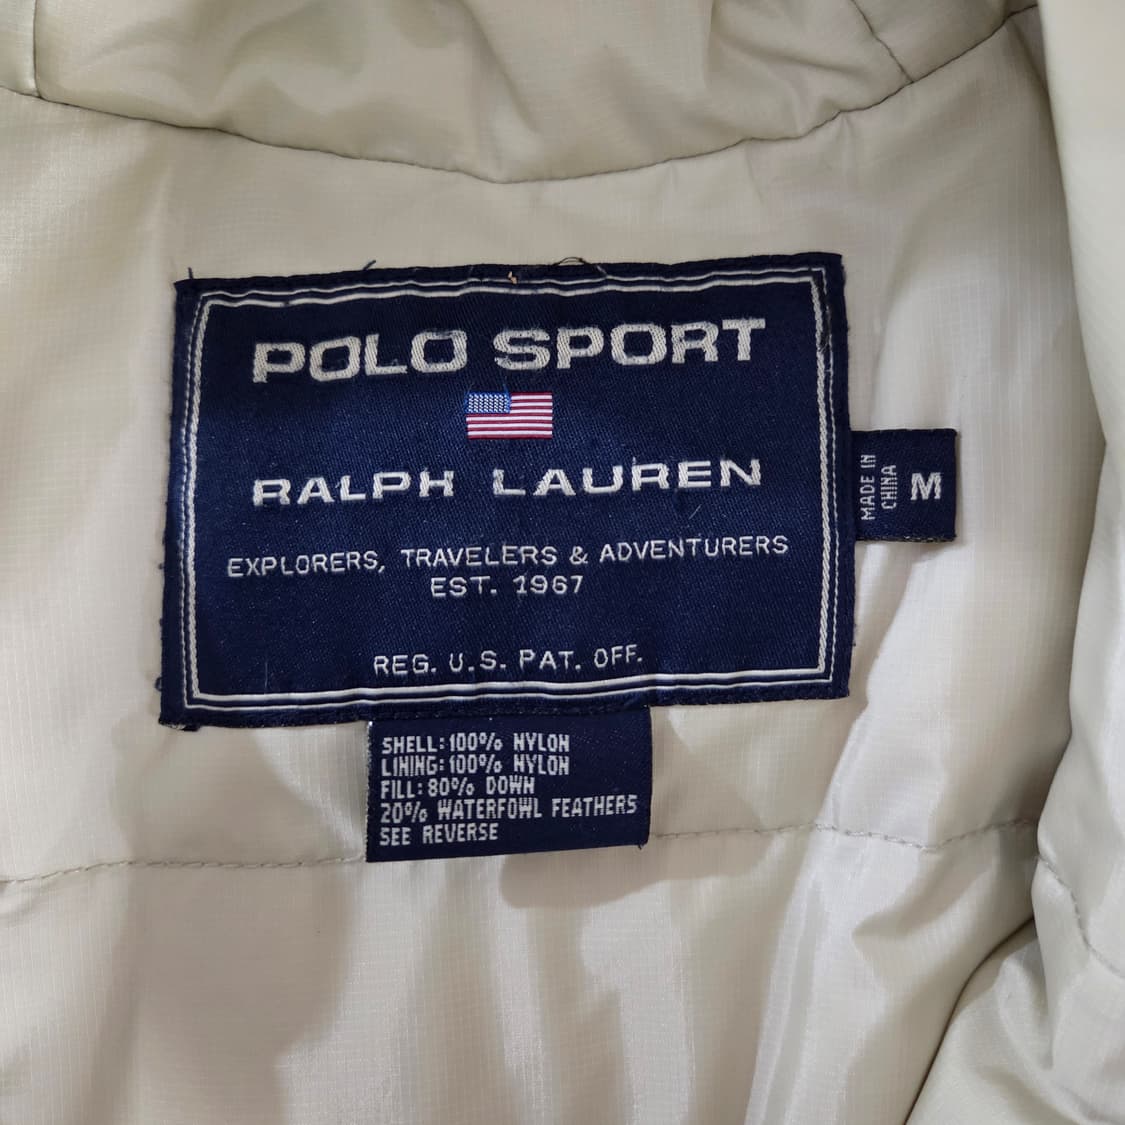 POLO SPORT
RALPH LAUREN
EXPLORERS, TRAVELERS & ADVENTURERS
EST. 1967
REG. U.S. PAT. OFF.
MADE IN
CHINA
M
SHELL: 100% NYLON
LINING: 100% NYLON
FILL: 80% DOWN
20% WATERFOWL FEATHERS
SEE REVERSE